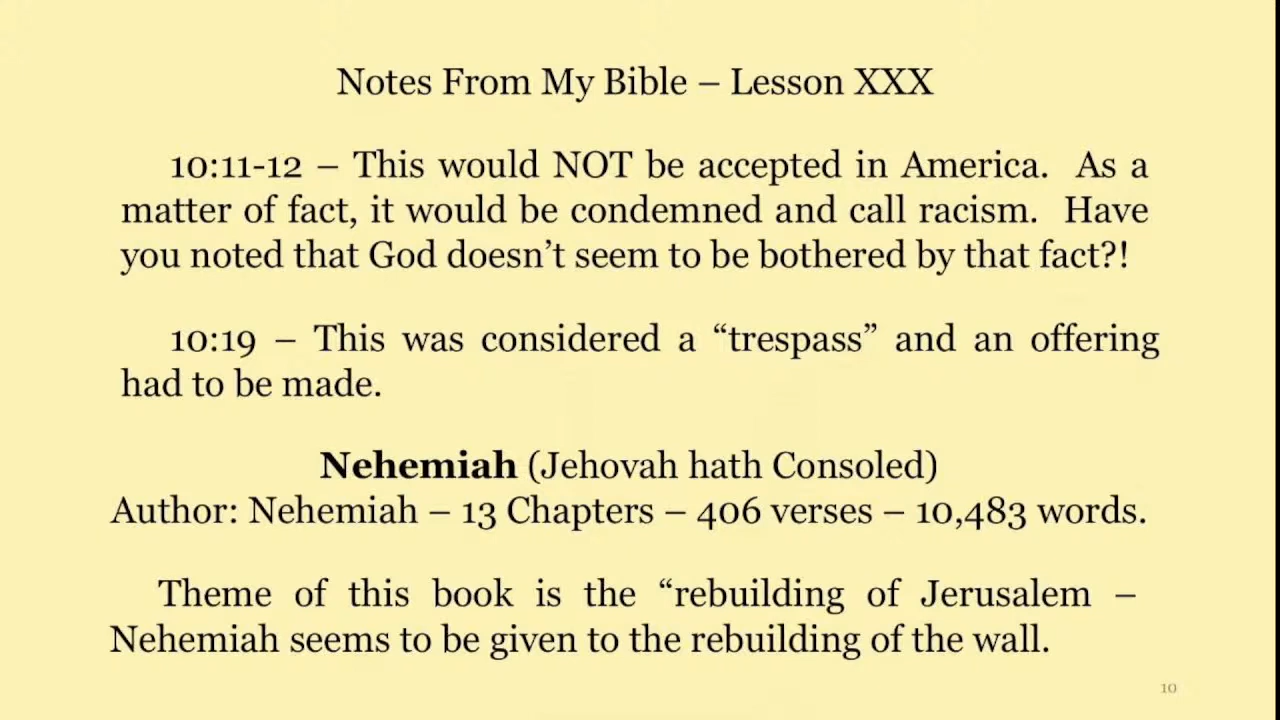 Notes From My Bible – Lesson XXX
10:11-12 – This would NOT be accepted in America. As a
matter of fact, it would be condemned and call racism. Have
you noted that God doesn’t seem to be bothered by that fact?!
10:19 – This was considered a “trespass” and an offering
had to be made.
Nehemiah (Jehovah hath Consoled)
Author: Nehemiah – 13 Chapters – 406 verses – 10,483 words.
Theme of this book is the “rebuilding of Jerusalem –
Nehemiah seems to be given to the rebuilding of the wall.
10